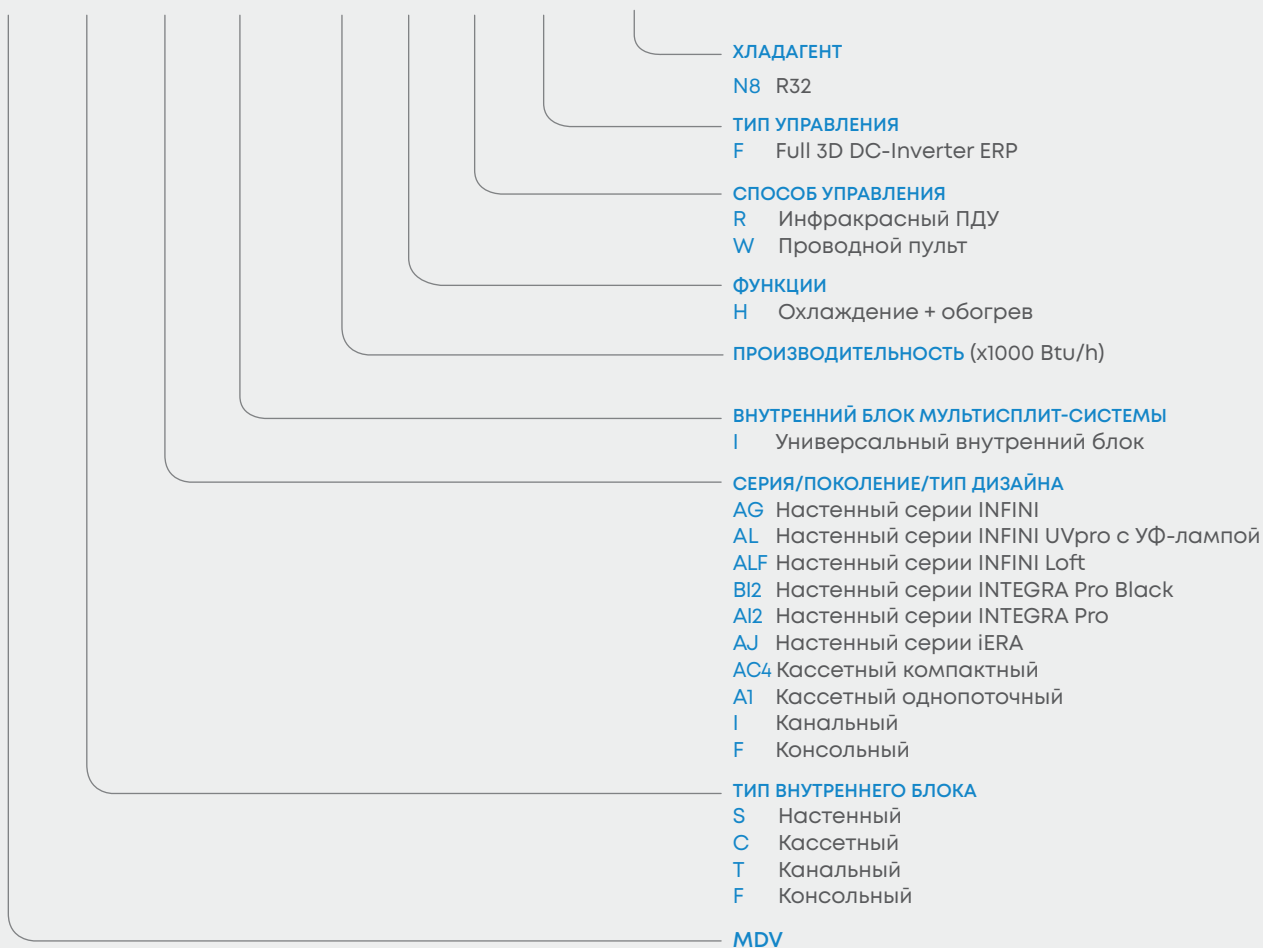 ХЛАДАГЕНТ
N8 R32
ТИП УПРАВЛЕНИЯ
F Full 3D DC-Inverter ERP
СПОСОБ УПРАВЛЕНИЯ
R Инфракрасный ПДУ
W Проводной пульт
ФУНКЦИИ
H Охлаждение + обогрев
ПРОИЗВОДИТЕЛЬНОСТЬ (x1000 Btu/h)
ВНУТРЕННИЙ БЛОК МУЛЬТИСПЛИТ-СИСТЕМЫ
I Универсальный внутренний блок
СЕРИЯ/ПОКОЛЕНИЕ/ТИП ДИЗАЙНА
AG Настенный серии INFINI
AL Настенный серии INFINI UVpro с УФ-лампой
ALF Настенный серии INFINI Loft
BI2 Настенный серии INTEGRA Pro Black
AI2 Настенный серии INTEGRA Pro
AJ Настенный серии iERA
AC4 Кассетный компактный
A1 Кассетный однопоточный
I Канальный
F Консольный
ТИП ВНУТРЕННЕГО БЛОКА
S Настенный
C Кассетный
T Канальный
F Консольный
MDV